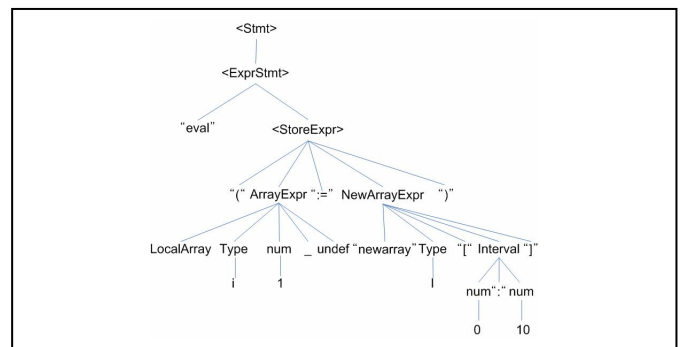 <Stmt>
<ExprStmt>
“eval” <StoreExpr>
“(“ ArrayExpr “:=” NewArrayExpr “)”
LocalArray Type num _ undef “newarray” Type “[“ Interval “]”
i 1 I num “:“ num
0 10